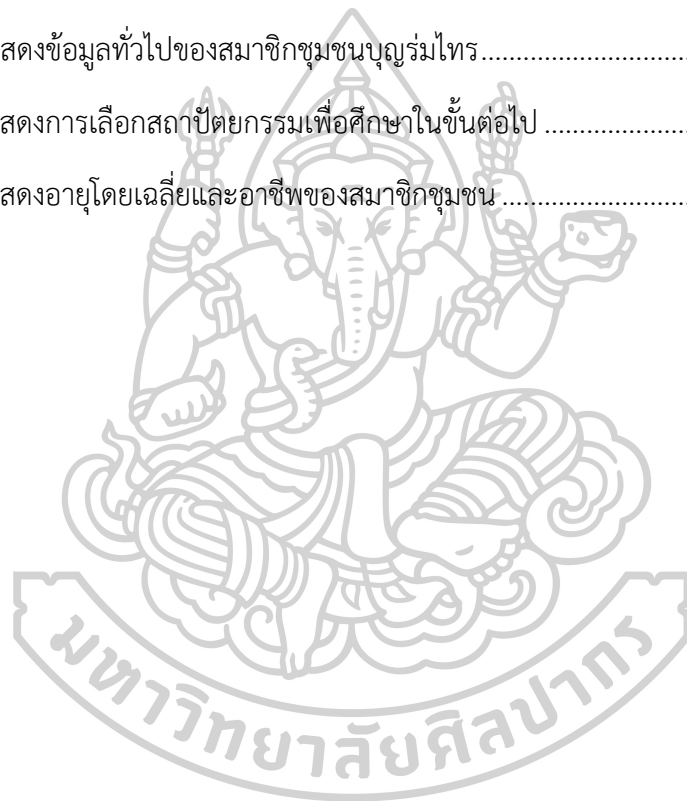 สดงข้อมูลทั่วไปของสมาชิกชุมชนบุญร่มไทร.............................
สดงการเลือกสถาปัตยกรรมเพื่อศึกษาในขั้นต่อไป ....................
สดงอายุโดยเฉลี่ยและอาชีพของสมาชิกชุมชน ..........................
มหาวิทยาลัยศิลปากร